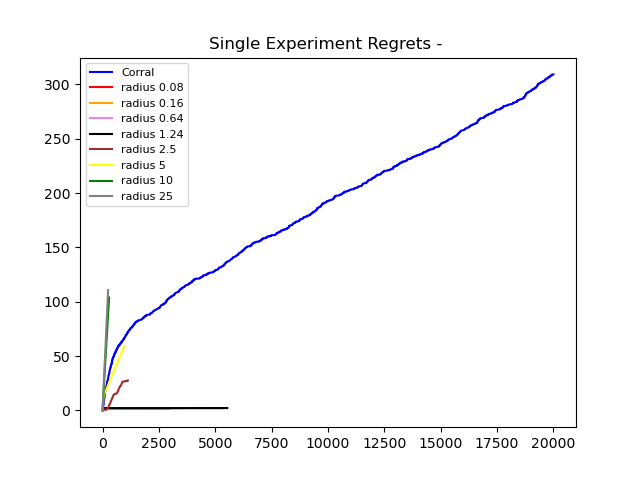 Single Experiment Regrets -
300
250
200
150
100
50
0
Corral
radius 0.08
radius 0.16
radius 0.64
radius 1.24
radius 2.5
radius 5
radius 10
radius 25
0 2500 5000 7500 10000 12500 15000 17500 20000